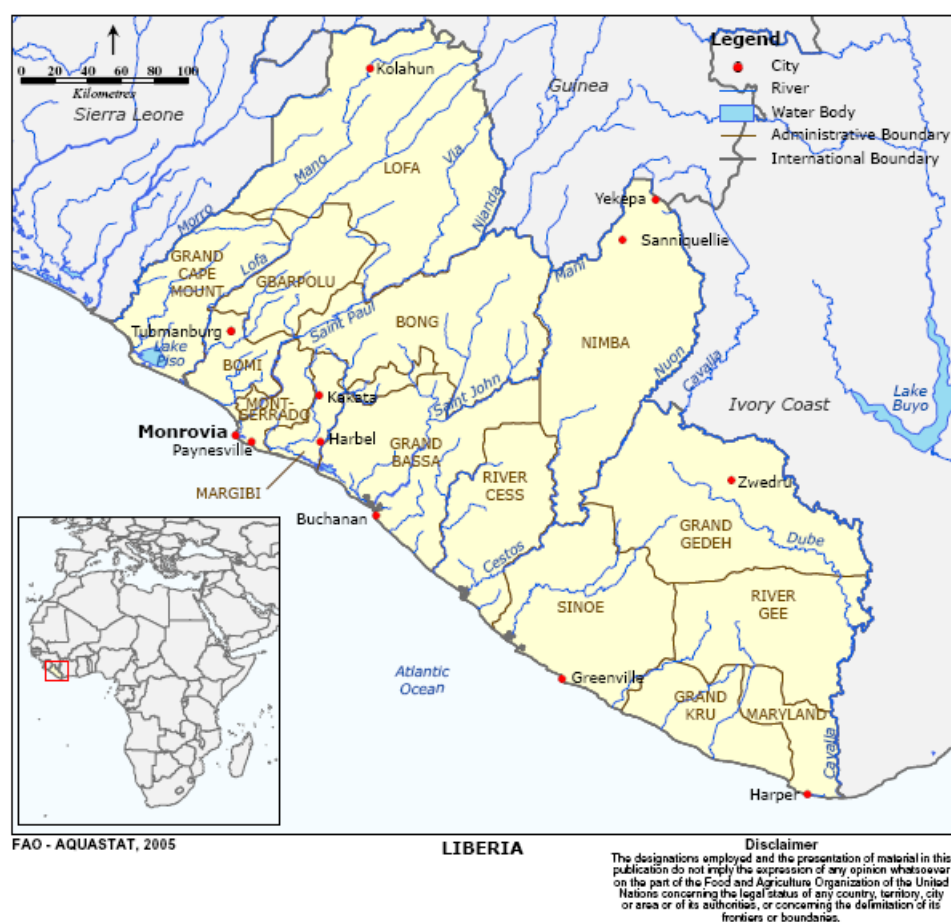 Legend
City
River
Water Body
Administrative Boundary
International Boundary
0 20 40 60 80 100
Kilometres
Sierra Leone
Guinea
Kolahun
LOFA
Mano
Via
Nianda
Morro
Lofa
GRAND
CAPE
MOUNT
GBARPOLU
Yekepa
Sanniquellie
Mani
Saint Paul
BONG
NIMBA
Tubmanburg
Lake
Piso
BOMI
Nuon
Cavalla
Lake
Buyo
Ivory Coast
Kakata
MONT-
SERRADO
Saint John
Monrovia
Paynesville
Harbel
GRAND
BASSA
RIVER
CESS
MARGIBI
Zwedru
Buchanan
GRAND
GEDEH
Dube
Cestos
SINOE
RIVER
GEE
Atlantic
Ocean
Greenville
GRAND
KRU
MARYLAND
Cavalla
Harper
FAO - AQUASTAT, 2005
LIBERIA
Disclaimer
The designations employed and the presentation of material in this
publication do not imply the expression of any opinion whatsoever
on the part of the Food and Agriculture Organization of the United
Nations concerning the legal status of any country, territory, city
or area or of its authorities, or concerning the delimitation of its
frontiers or boundaries.